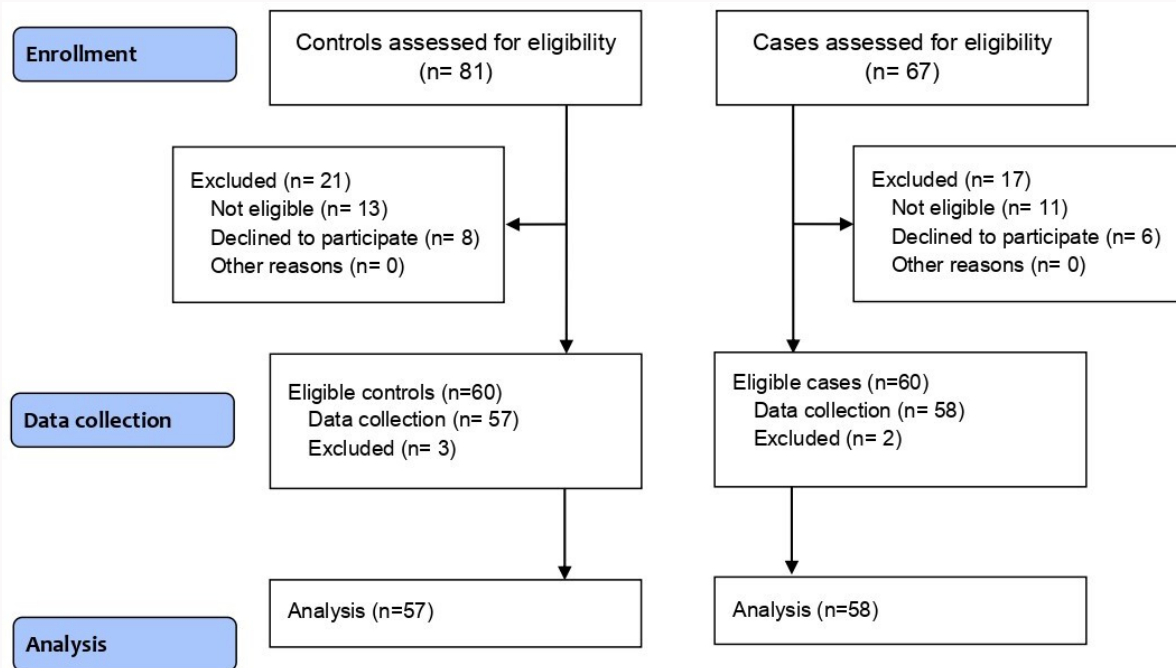 Enrollment
Controls assessed for eligibility
(n= 81)
Cases assessed for eligibility
(n= 67)
Excluded (n= 21)
Not eligible (n= 13)
Declined to participate (n= 8)
Other reasons (n= 0)
Excluded (n= 17)
Not eligible (n= 11)
Declined to participate (n= 6)
Other reasons (n= 0)
Data collection
Eligible controls (n=60)
Data collection (n= 57)
Excluded (n= 3)
Eligible cases (n=60)
Data collection (n= 58)
Excluded (n= 2)
Analysis
Analysis (n=57)
Analysis (n=58)